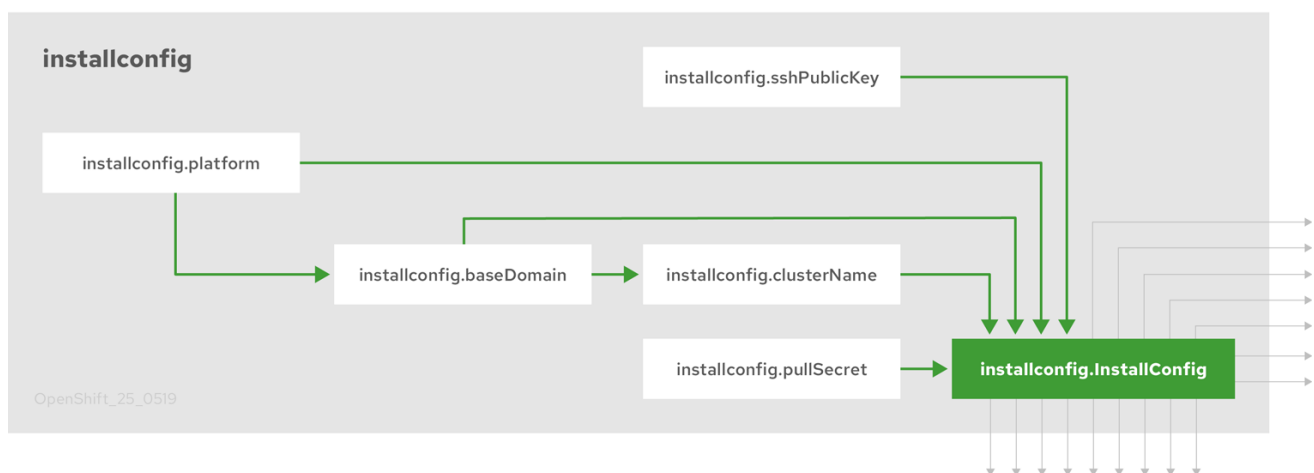 installconfig
installconfig.sshPublicKey
installconfig.platform
installconfig.baseDomain
installconfig.clusterName
installconfig.pullSecret
installconfig.InstallConfig
OpenShift_25_0519